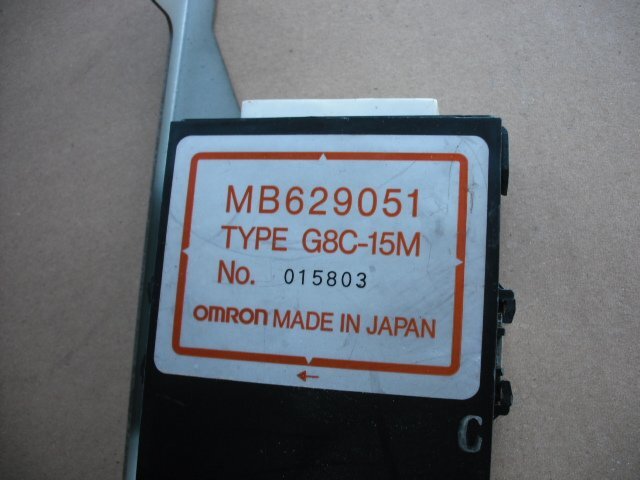 MB629051
TYPE G8C-15M
No. 015803
omron MADE IN JAPAN
←
C